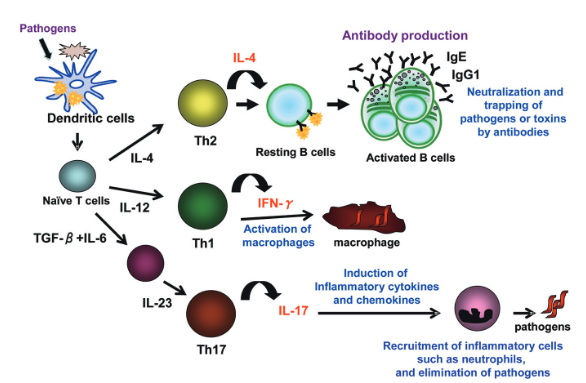 Pathogens
Dendritic cells
Naïve T cells
IL-4
Th2
IL-4
Resting B cells
Antibody production
IgE
IgG1
Activated B cells
Neutralization and
trapping of
pathogens or toxins
by antibodies
IL-12
Th1
IFN-γ
Activation of
macrophages
macrophage
TGF-β +IL-6
IL-23
Th17
IL-17
Induction of
Inflammatory cytokines
and chemokines
pathogens
Recruitment of inflammatory cells
such as neutrophils,
and elimination of pathogens